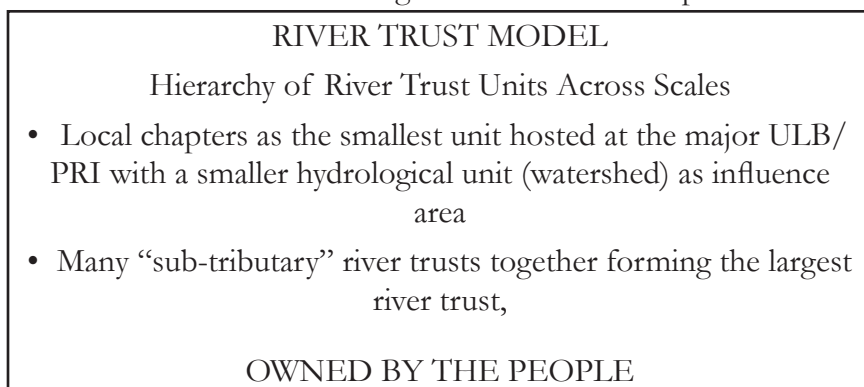 RIVER TRUST MODEL
Hierarchy of River Trust Units Across Scales
• Local chapters as the smallest unit hosted at the major ULB/
PRI with a smaller hydrological unit (watershed) as influence
area
• Many “sub-tributary” river trusts together forming the largest
river trust,
OWNED BY THE PEOPLE